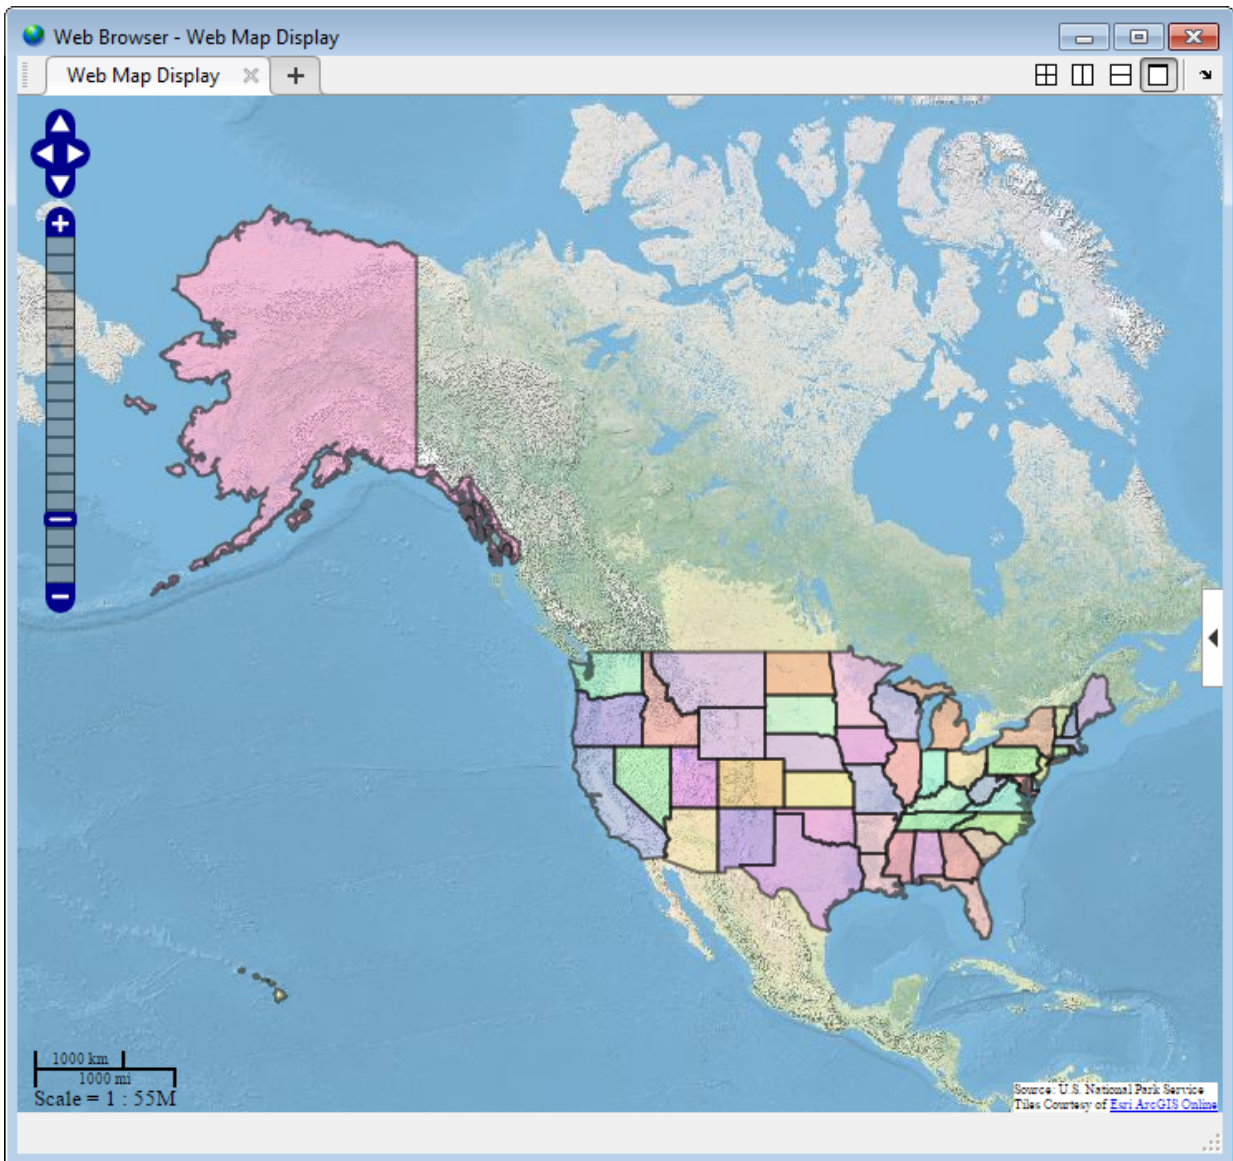 Web Browser - Web Map Display
Web Map Display
1000 km
1000 mi
Scale = 1 : 55M
Source: U.S. National Park Service
Tiles Courtesy of Esri ArcGIS Online